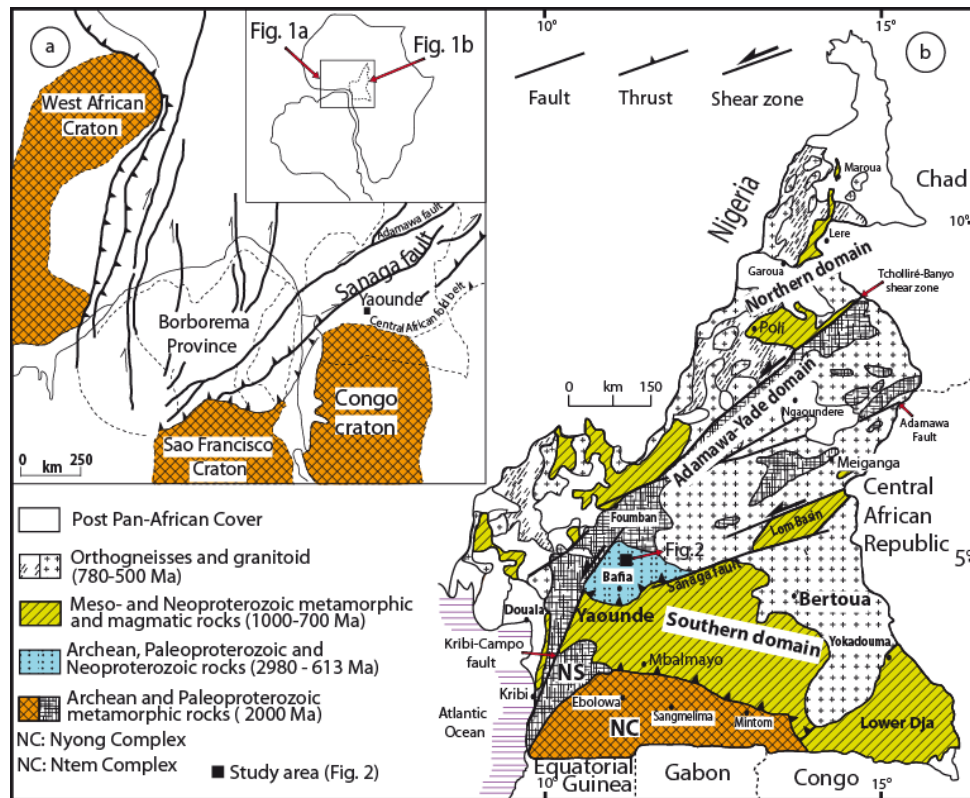 a
Fig. 1a
Fig. 1b
West African
Craton
Adamawa fault
Sanaga fault
Yaounde
Central African fold belt
Borborema
Province
Congo
craton
Sao Francisco
Craton
0 km 250
Post Pan-African Cover
Orthogneisses and granitoid
(780-500 Ma)
Meso- and Neoproterozoic metamorphic
and magmatic rocks (1000-700 Ma)
Archean, Paleoproterozoic and
Neoproterozoic rocks (2980 - 613 Ma)
Archean and Paleoproterozoic
metamorphic rocks ( 2000 Ma)
NC: Nyong Complex
NC: Ntem Complex
Study area (Fig. 2)
10°
15°
b
Fault
Thrust
Shear zone
Maroua
Chad
Nigeria
10°
Lere
Garoua
Northern domain
Tcholliré-Banyo
shear zone
Poli
0 km 150
Ngaoundere
Adamawa-Yade domain
Adamawa
Fault
Meiganga
Central
African
Republic
Lom Basin
Foumban
Fig.2
5°
Bafia
Sanaga fault
Douala
Yaounde
Bertoua
Southern domain
Kribi-Campo
fault
Yokadouma
Mbalmayo
NS
Kribi
Ebolowa
Sangmelima
Mintom
NC
Lower Dja
Atlantic
Ocean
Equatorial
Guinea
Gabon
Congo
10°
15°